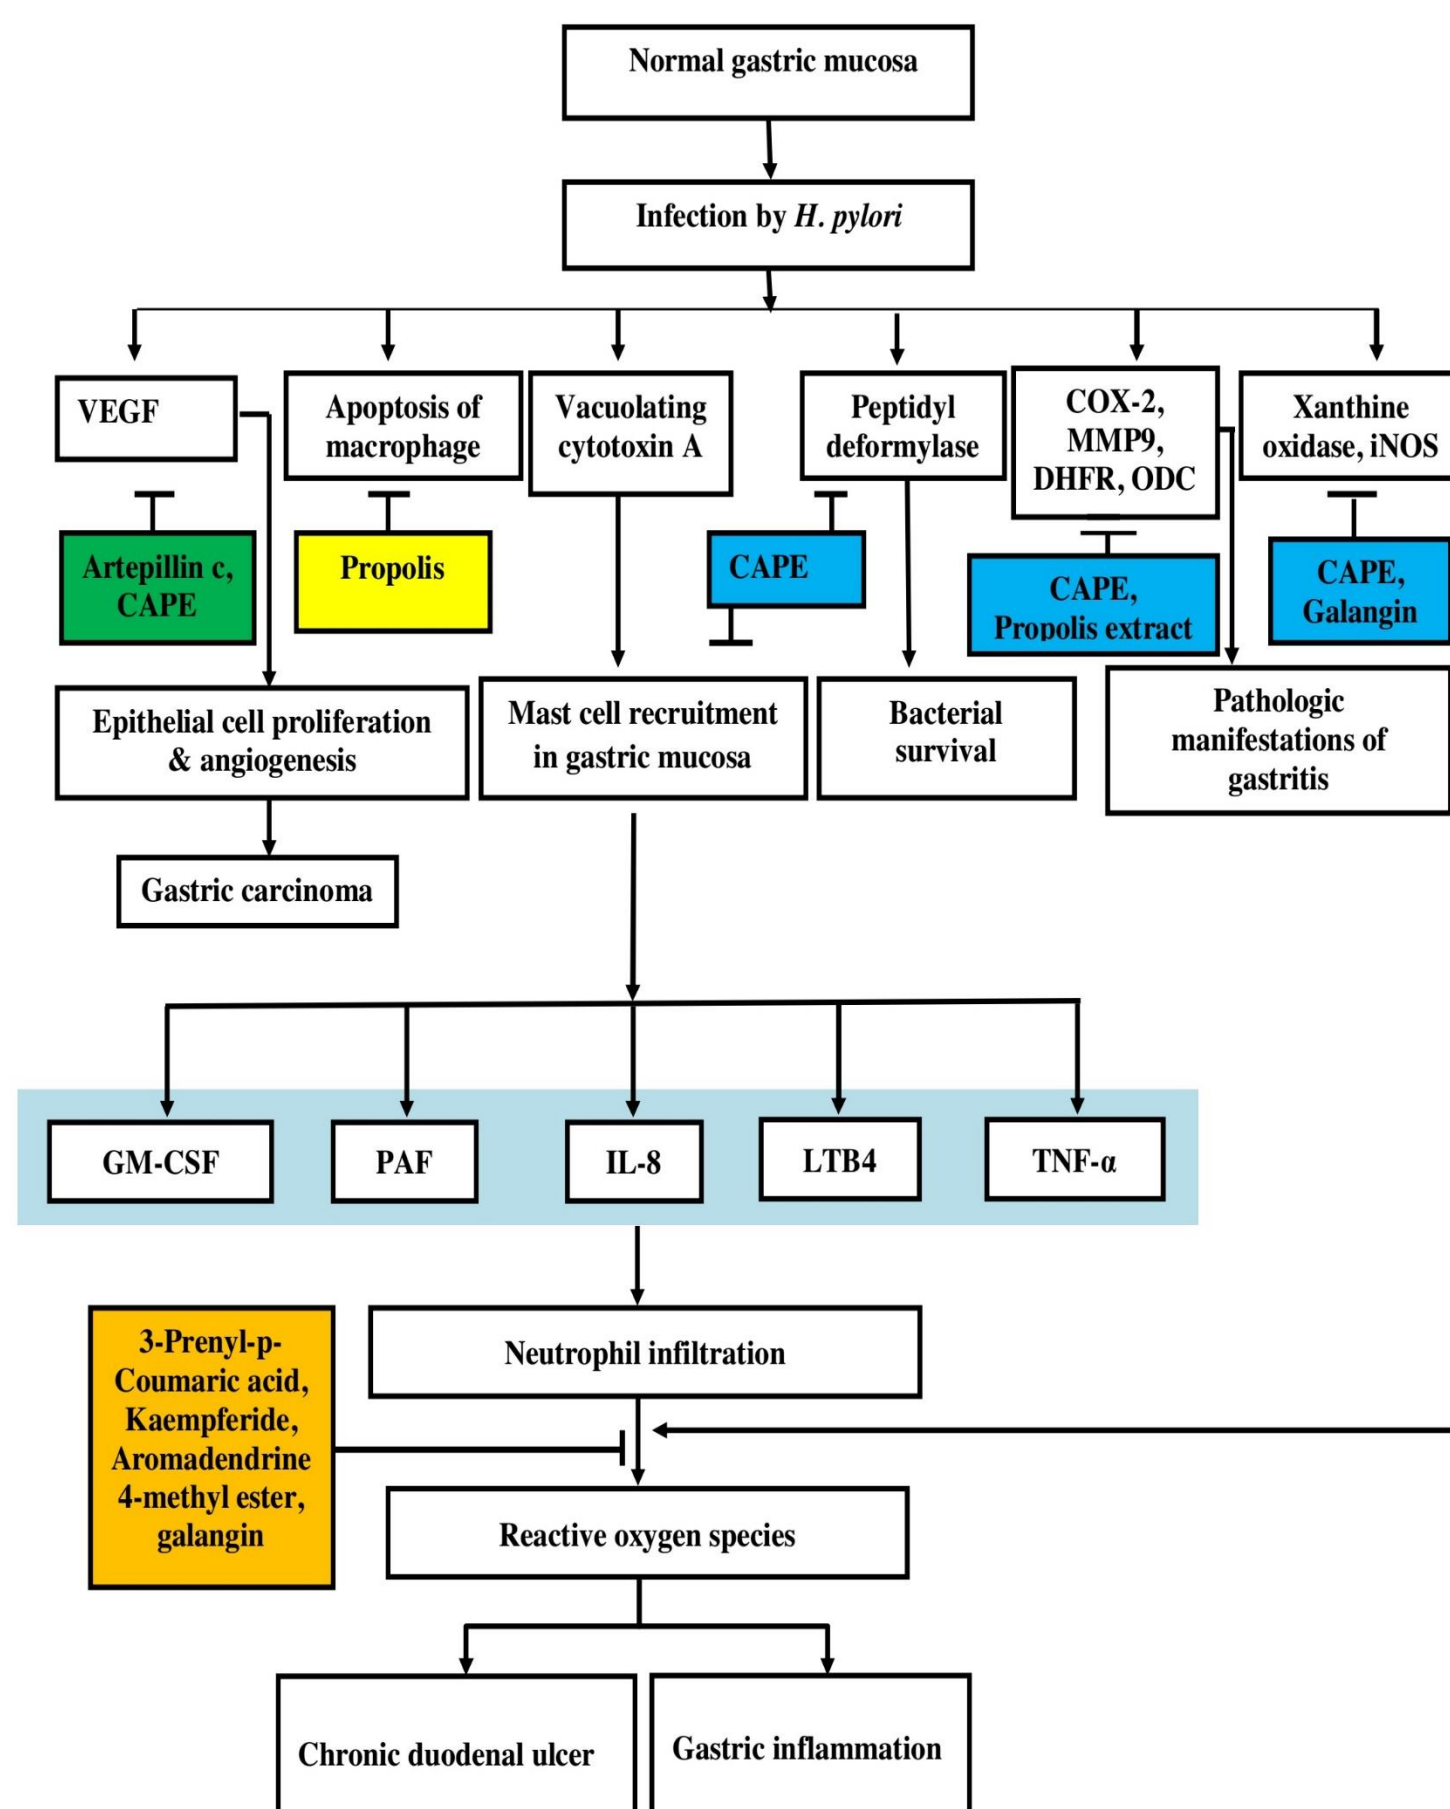 Normal gastric mucosa
Infection by H. pylori
VEGF
Apoptosis of
macrophage
Vacuolating
cytotoxin A
Peptidyl
deformylase
COX-2,
MMP9,
DHFR, ODC
Xanthine
oxidase, iNOS
Artepillin c,
CAPE
Propolis
CAPE
CAPE,
Propolis extract
CAPE,
Galangin
Epithelial cell proliferation
& angiogenesis
Mast cell recruitment
in gastric mucosa
Bacterial
survival
Pathologic
manifestations of
gastritis
Gastric carcinoma
GM-CSF
PAF
IL-8
LTB4
TNF-α
3-Prenyl-p-
Coumaric acid,
Kaempferide,
Aromadendrine
4-methyl ester,
galangin
Neutrophil infiltration
Reactive oxygen species
Chronic duodenal ulcer
Gastric inflammation